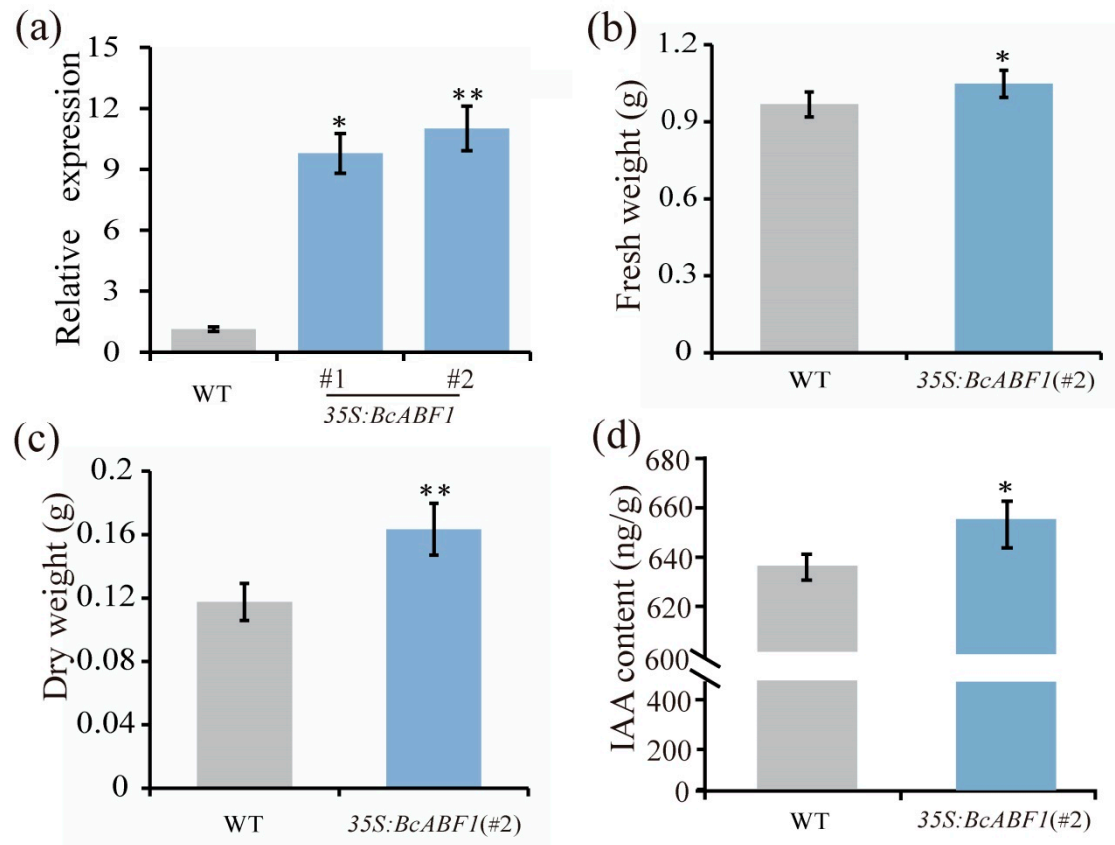 (a)
Relative expression
15
12
9
6
3
0
*
**
WT
#1
#2
35S:BcABF1
(b)
Fresh weight (g)
1.2
0.9
0.6
0.3
0
*
WT
35S:BcABF1(#2)
(c)
Dry weight (g)
0.2
0.16
0.12
0.08
0.04
0
**
WT
35S:BcABF1(#2)
(d)
IAA content (ng/g)
680
660
640
620
600
400
200
0
*
WT
35S:BcABF1(#2)